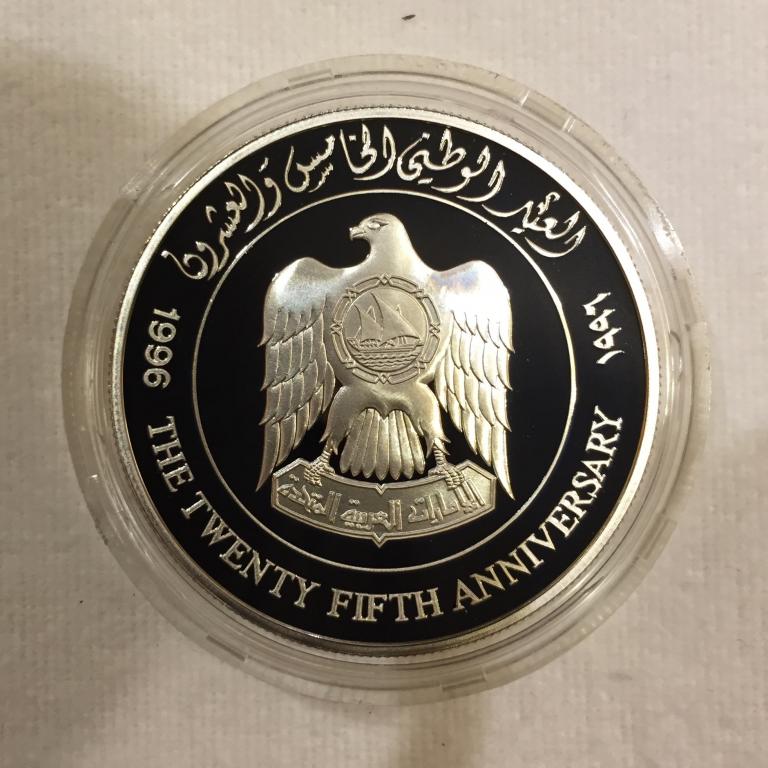 العيد الوطني الخامس والعشرون
1996
١٩٩٦
THE TWENTY FIFTH ANNIVERSARY
الإمارات العربية المتحدة